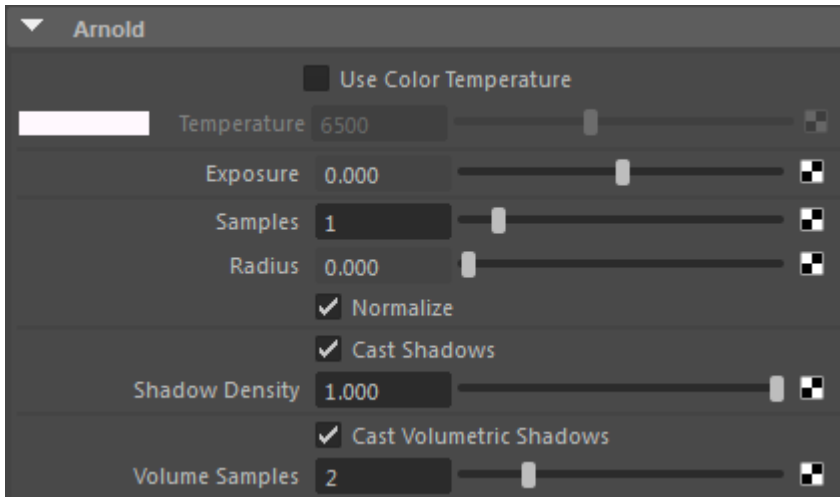 Arnold
Use Color Temperature
Temperature 6500
Exposure 0.000
Samples 1
Radius 0.000
Normalize
Cast Shadows
Shadow Density 1.000
Cast Volumetric Shadows
Volume Samples 2